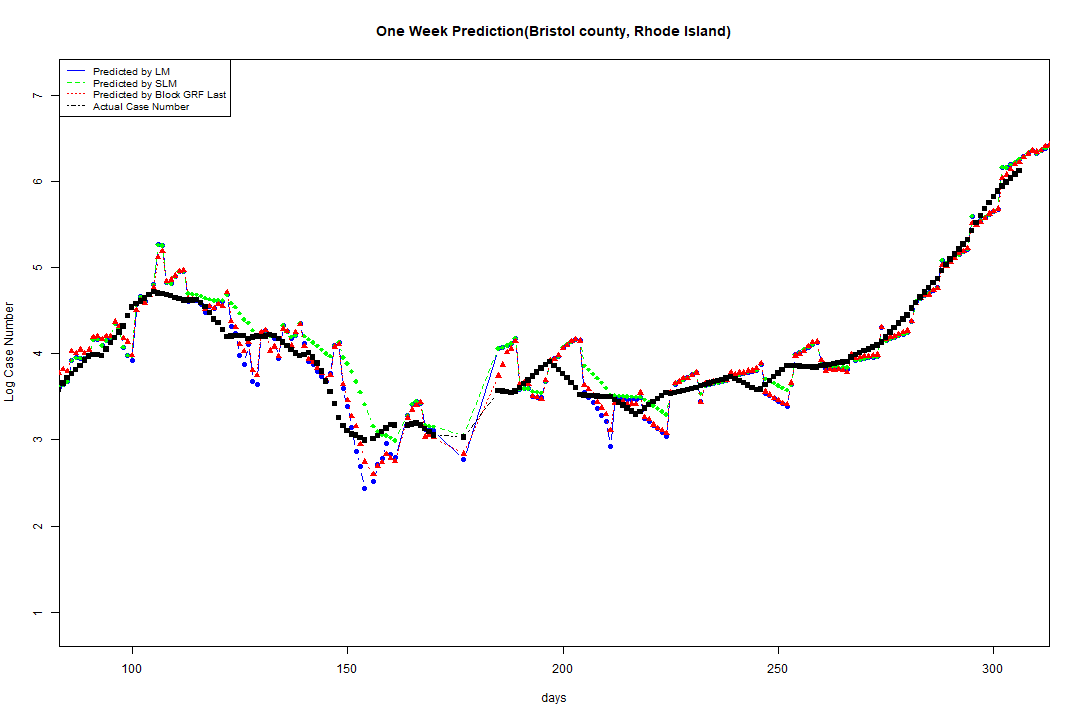 One Week Prediction(Bristol county, Rhode Island)
Predicted by LM
Predicted by SLM
Predicted by Block GRF Last
Actual Case Number
7
6
5
4
3
2
1
Log Case Number
100 150 200 250 300
days